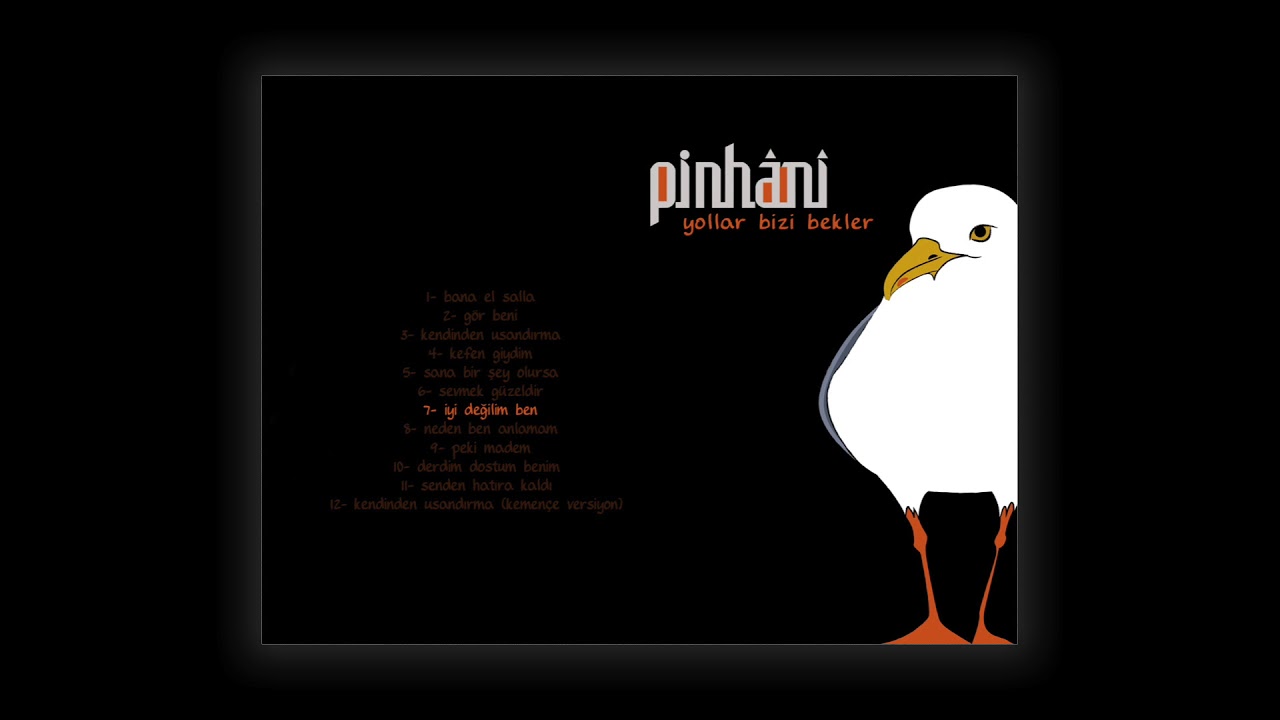 pinhâni
yollar bizi bekler
1- bana el salla
2- gör beni
3- kendinden usandırma
4- kefen giydim
5- sana bir şey olursa
6- sevmek güzeldir
7- iyi değilim ben
8- neden ben anlamam
9- peki madem
10- derdim dostum benim
11- senden hatıra kaldı
12- kendinden usandırma (kemençe versiyon)